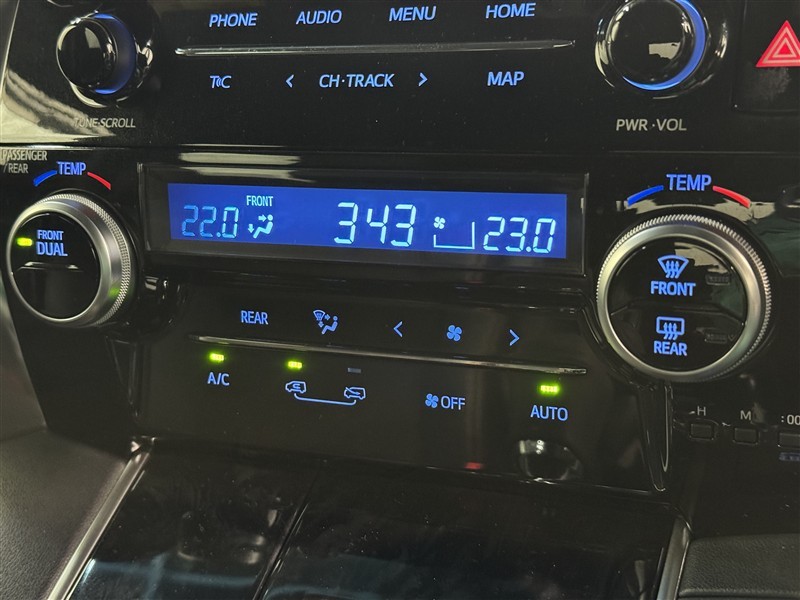 PHONE AUDIO MENU HOME
CH·TRACK MAP
TUNE·SCROLL
PWR·VOL
PASSENGER
/REAR
TEMP
TEMP
FRONT
DUAL
FRONT
22.0 343 23.0
FRONT
REAR
REAR
A/C
OFF
AUTO
H M :00